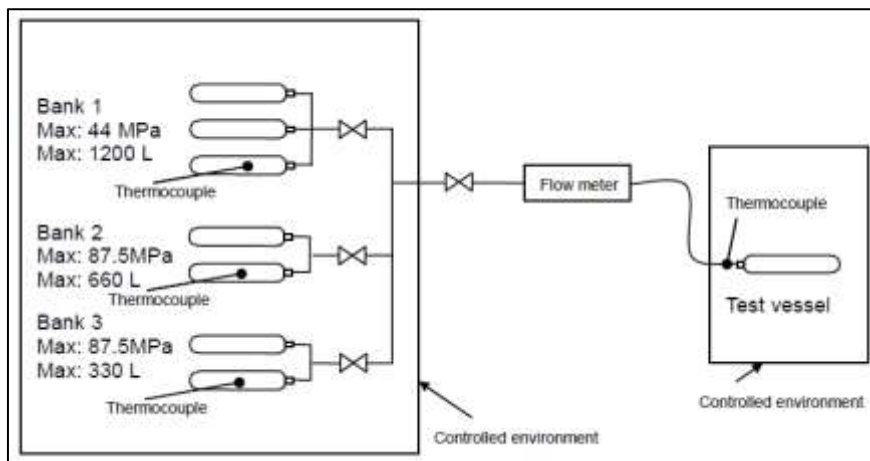 Bank 1
Max: 44 MPa
Max: 1200 L
Thermocouple
Bank 2
Max: 87.5MPa
Max: 660 L
Thermocouple
Bank 3
Max: 87.5MPa
Max: 330 L
Thermocouple
Controlled environment
Flow meter
Thermocouple
Test vessel
Controlled environment